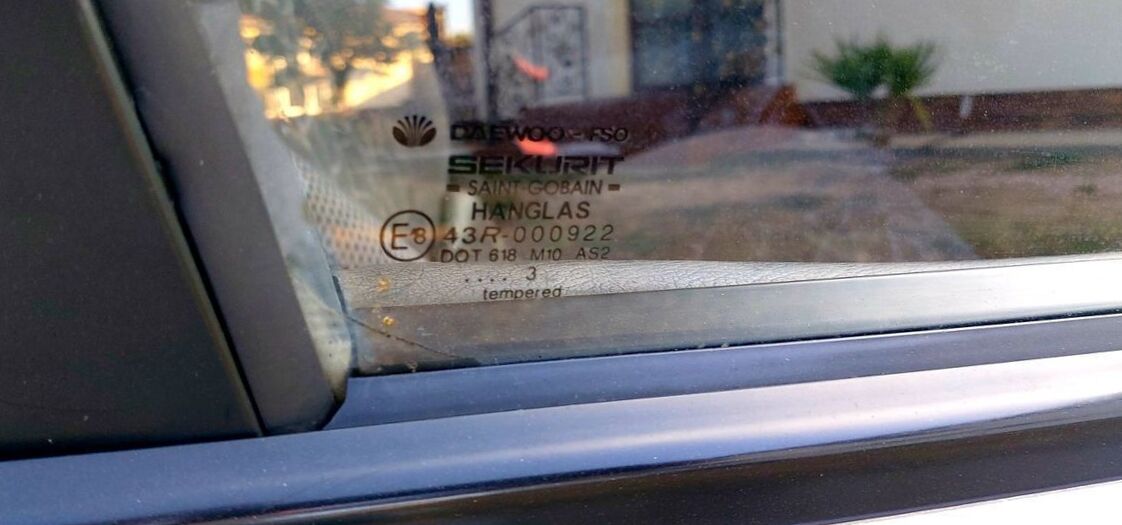 DAEWOO - FSO
SEKURIT
SAINT-GOBAIN
HANGLAS
E8 43R-000922
DOT 618 M10 AS2
.... 3
tempered